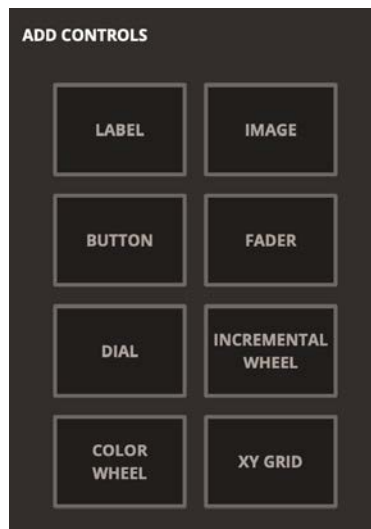 ADD CONTROLS
LABEL
IMAGE
BUTTON
FADER
DIAL
INCREMENTAL
WHEEL
COLOR
WHEEL
XY GRID